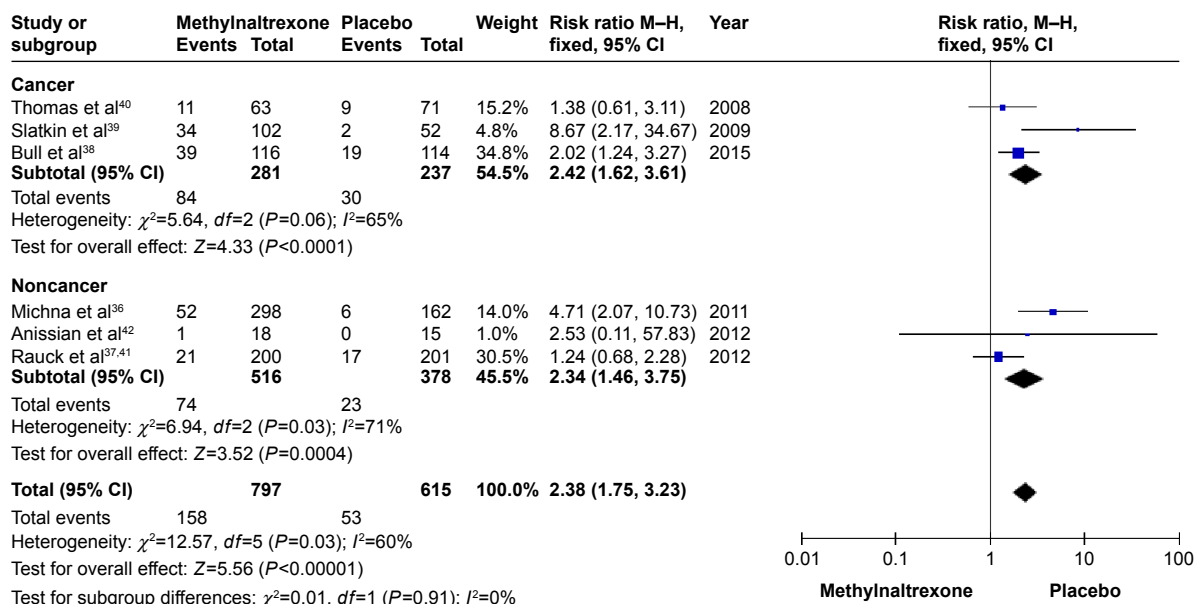 Study or Methylnaltrexone Placebo Weight Risk ratio M–H, Year Risk ratio, M–H,
subgroup Events Total Events Total fixed, 95% CI fixed, 95% CI
Cancer
Thomas et al⁴⁰ 11 63 9 71 15.2% 1.38 (0.61, 3.11) 2008
Slatkin et al³⁹ 34 102 2 52 4.8% 8.67 (2.17, 34.67) 2009
Bull et al³⁸ 39 116 19 114 34.8% 2.02 (1.24, 3.27) 2015
Subtotal (95% CI) 281 237 54.5% 2.42 (1.62, 3.61)
Total events 84 30
Heterogeneity: χ²=5.64, df=2 (P=0.06); I²=65%
Test for overall effect: Z=4.33 (P<0.0001)
Noncancer
Michna et al³⁶ 52 298 6 162 14.0% 4.71 (2.07, 10.73) 2011
Anissian et al⁴² 1 18 0 15 1.0% 2.53 (0.11, 57.83) 2012
Rauck et al³⁷,⁴¹ 21 200 17 201 30.5% 1.24 (0.68, 2.28) 2012
Subtotal (95% CI) 516 378 45.5% 2.34 (1.46, 3.75)
Total events 74 23
Heterogeneity: χ²=6.94, df=2 (P=0.03); I²=71%
Test for overall effect: Z=3.52 (P=0.0004)
Total (95% CI) 797 615 100.0% 2.38 (1.75, 3.23)
Total events 158 53
Heterogeneity: χ²=12.57, df=5 (P=0.03); I²=60%
Test for overall effect: Z=5.56 (P<0.00001)
Test for subgroup differences: χ²=0.01, df=1 (P=0.91); I²=0%
0.01 0.1 1 10 100
Methylnaltrexone Placebo